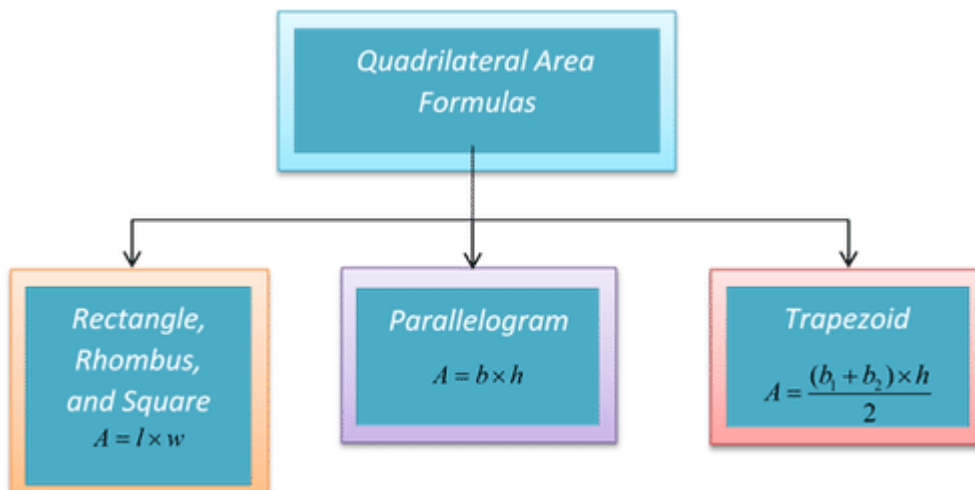 Quadrilateral Area
Formulas
Rectangle,
Rhombus,
and Square
A = l × w
Parallelogram
A = b × h
Trapezoid
A = (b₁ + b₂) × h / 2